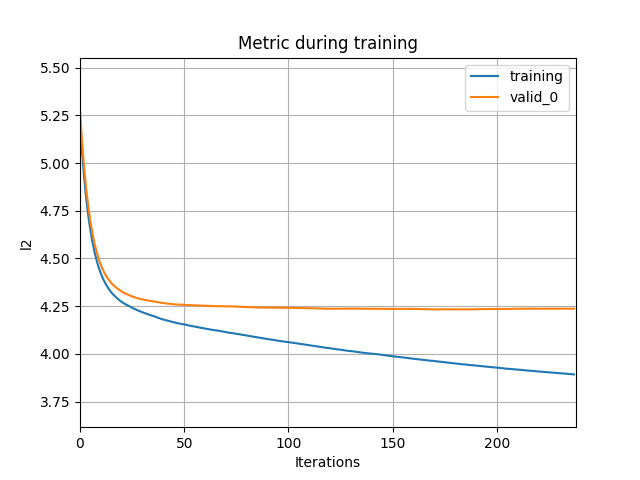 Metric during training
5.50
5.25
5.00
4.75
4.50
4.25
4.00
3.75
l2
training
valid_0
0 50 100 150 200
Iterations